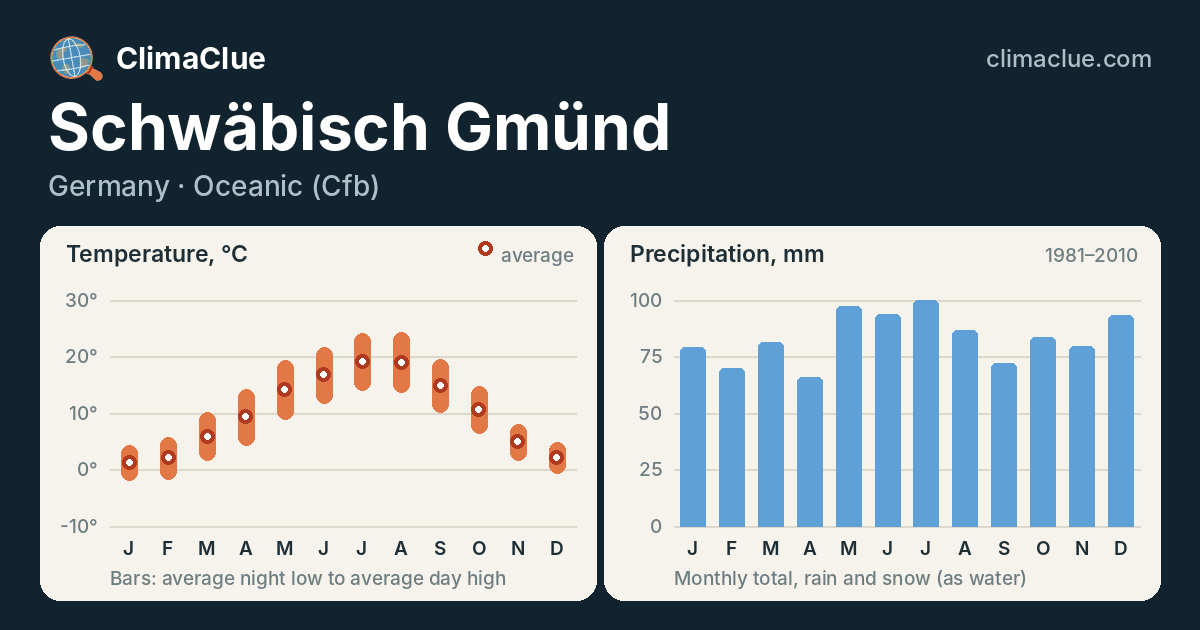 ClimaClue
climaclue.com
Schwäbisch Gmünd
Germany · Oceanic (Cfb)
Temperature, °C
average
30°
20°
10°
0°
-10°
J F M A M J J A S O N D
Bars: average night low to average day high
Precipitation, mm
1981–2010
100
75
50
25
0
J F M A M J J A S O N D
Monthly total, rain and snow (as water)